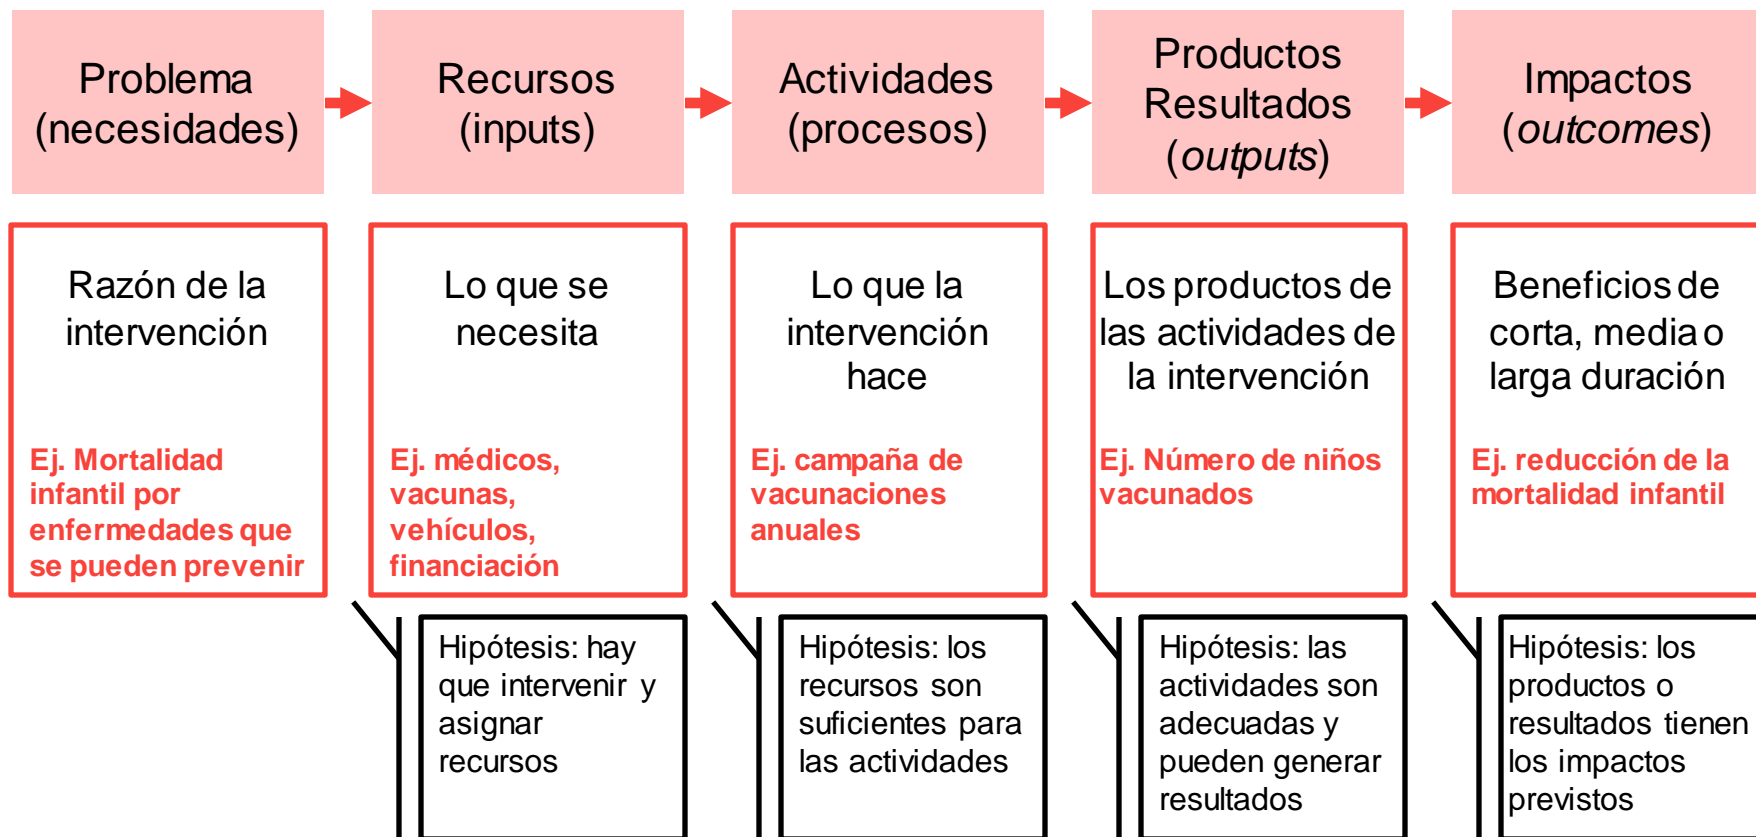 Problema
(necesidades)
Recursos
(inputs)
Actividades
(procesos)
Productos
Resultados
(outputs)
Impactos
(outcomes)
Razón de la
intervención
Ej. Mortalidad
infantil por
enfermedades que
se pueden prevenir
Lo que se
necesita
Ej. médicos,
vacunas,
vehículos,
financiación
Lo que la
intervención
hace
Ej. campaña de
vacunaciones
anuales
Los productos de
las actividades de
la intervención
Ej. Número de niños
vacunados
Beneficios de
corta, media o
larga duración
Ej. reducción de la
mortalidad infantil
Hipótesis: hay
que intervenir y
asignar
recursos
Hipótesis: los
recursos son
suficientes para
las actividades
Hipótesis: las
actividades son
adecuadas y
pueden generar
resultados
Hipótesis: los
productos o
resultados tienen
los impactos
previstos